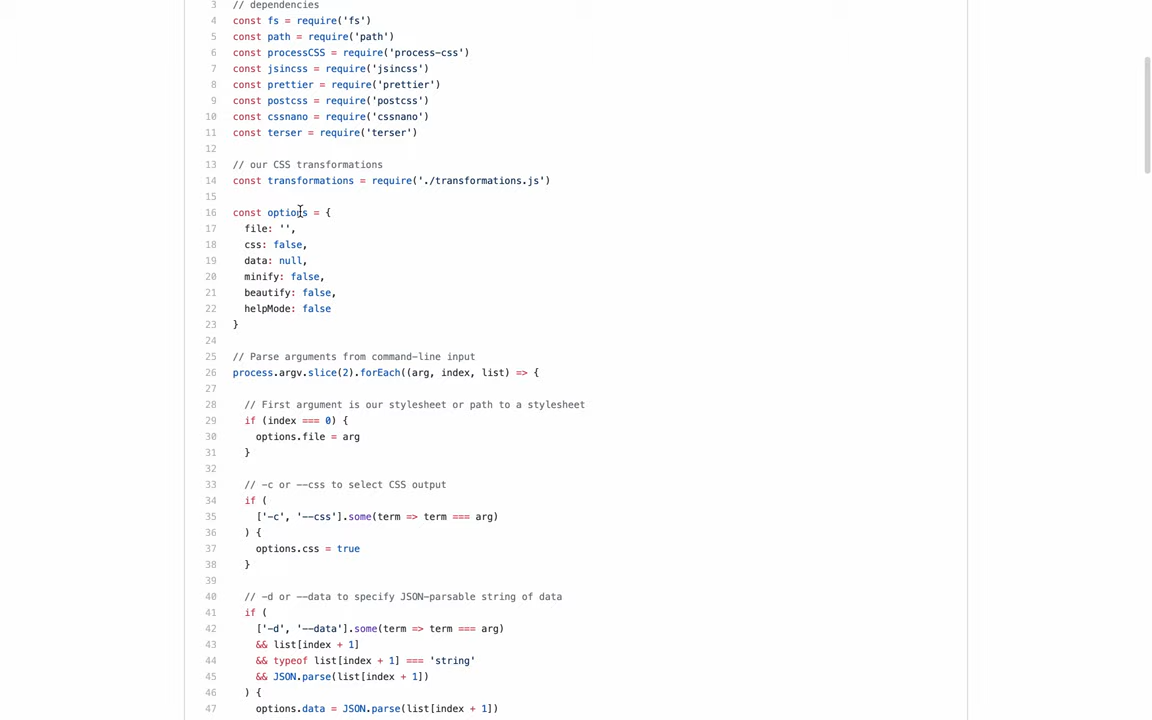 3 // dependencies
4 const fs = require('fs')
5 const path = require('path')
6 const processCSS = require('process-css')
7 const jsincss = require('jsincss')
8 const prettier = require('prettier')
9 const postcss = require('postcss')
10 const cssnano = require('cssnano')
11 const terser = require('terser')
12
13 // our CSS transformations
14 const transformations = require('./transformations.js')
15
16 const options = {
17   file: '',
18   css: false,
19   data: null,
20   minify: false,
21   beautify: false,
22   helpMode: false
23 }
24
25 // Parse arguments from command-line input
26 process.argv.slice(2).forEach((arg, index, list) => {
27
28   // First argument is our stylesheet or path to a stylesheet
29   if (index === 0) {
30     options.file = arg
31   }
32
33   // -c or --css to select CSS output
34   if (
35     ['-c', '--css'].some(term => term === arg)
36   ) {
37     options.css = true
38   }
39
40   // -d or --data to specify JSON-parsable string of data
41   if (
42     ['-d', '--data'].some(term => term === arg)
43     && list[index + 1]
44     && typeof list[index + 1] === 'string'
45     && JSON.parse(list[index + 1])
46   ) {
47     options.data = JSON.parse(list[index + 1])